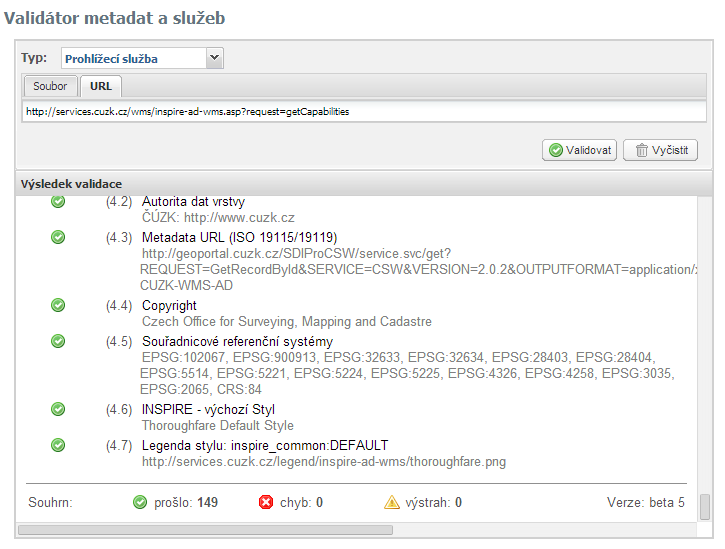 Validátor metadat a služeb
Typ: Prohlížecí služba
Soubor URL
http://services.cuzk.cz/wms/inspire-ad-wms.asp?request=getCapabilities
Validovat Vyčistit
Výsledek validace
(4.2) Autorita dat vrstvy
ČÚZK: http://www.cuzk.cz
(4.3) Metadata URL (ISO 19115/19119)
http://geoportal.cuzk.cz/SDIProCSW/service.svc/get?
REQUEST=GetRecordById&SERVICE=CSW&VERSION=2.0.2&OUTPUTFORMAT=application/x
CUZK-WMS-AD
(4.4) Copyright
Czech Office for Surveying, Mapping and Cadastre
(4.5) Souřadnicové referenční systémy
EPSG:102067, EPSG:900913, EPSG:32633, EPSG:32634, EPSG:28403, EPSG:28404,
EPSG:5514, EPSG:5221, EPSG:5224, EPSG:5225, EPSG:4326, EPSG:4258, EPSG:3035,
EPSG:2065, CRS:84
(4.6) INSPIRE - výchozí Styl
Thoroughfare Default Style
(4.7) Legenda stylu: inspire_common:DEFAULT
http://services.cuzk.cz/legend/inspire-ad-wms/thoroughfare.png
Souhrn: prošlo: 149 chyb: 0 výstrah: 0 Verze: beta 5